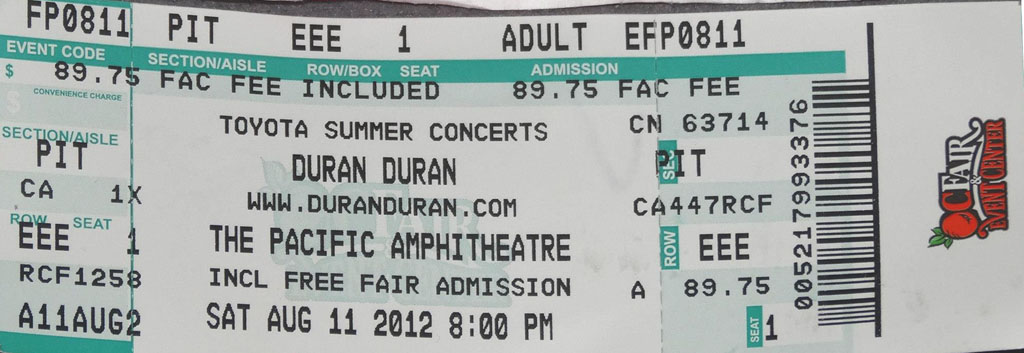 FP0811 PIT EEE 1 ADULT EFP0811
EVENT CODE SECTION/AISLE ROW/BOX SEAT ADMISSION
$ 89.75 FAC FEE INCLUDED 89.75 FAC FEE
$ CONVENIENCE CHARGE
TOYOTA SUMMER CONCERTS CN 63714
SECTION/AISLE
PIT DURAN DURAN PIT
CA 1X WWW.DURANDURAN.COM CA447RCF
ROW SEAT
EEE 1 THE PACIFIC AMPHITHEATRE ROW EEE
RCF1258 INCL FREE FAIR ADMISSION A 89.75
A11AUG2 SAT AUG 11 2012 8:00 PM SEAT 1
005217993376
OC FAIR
& EVENT CENTER